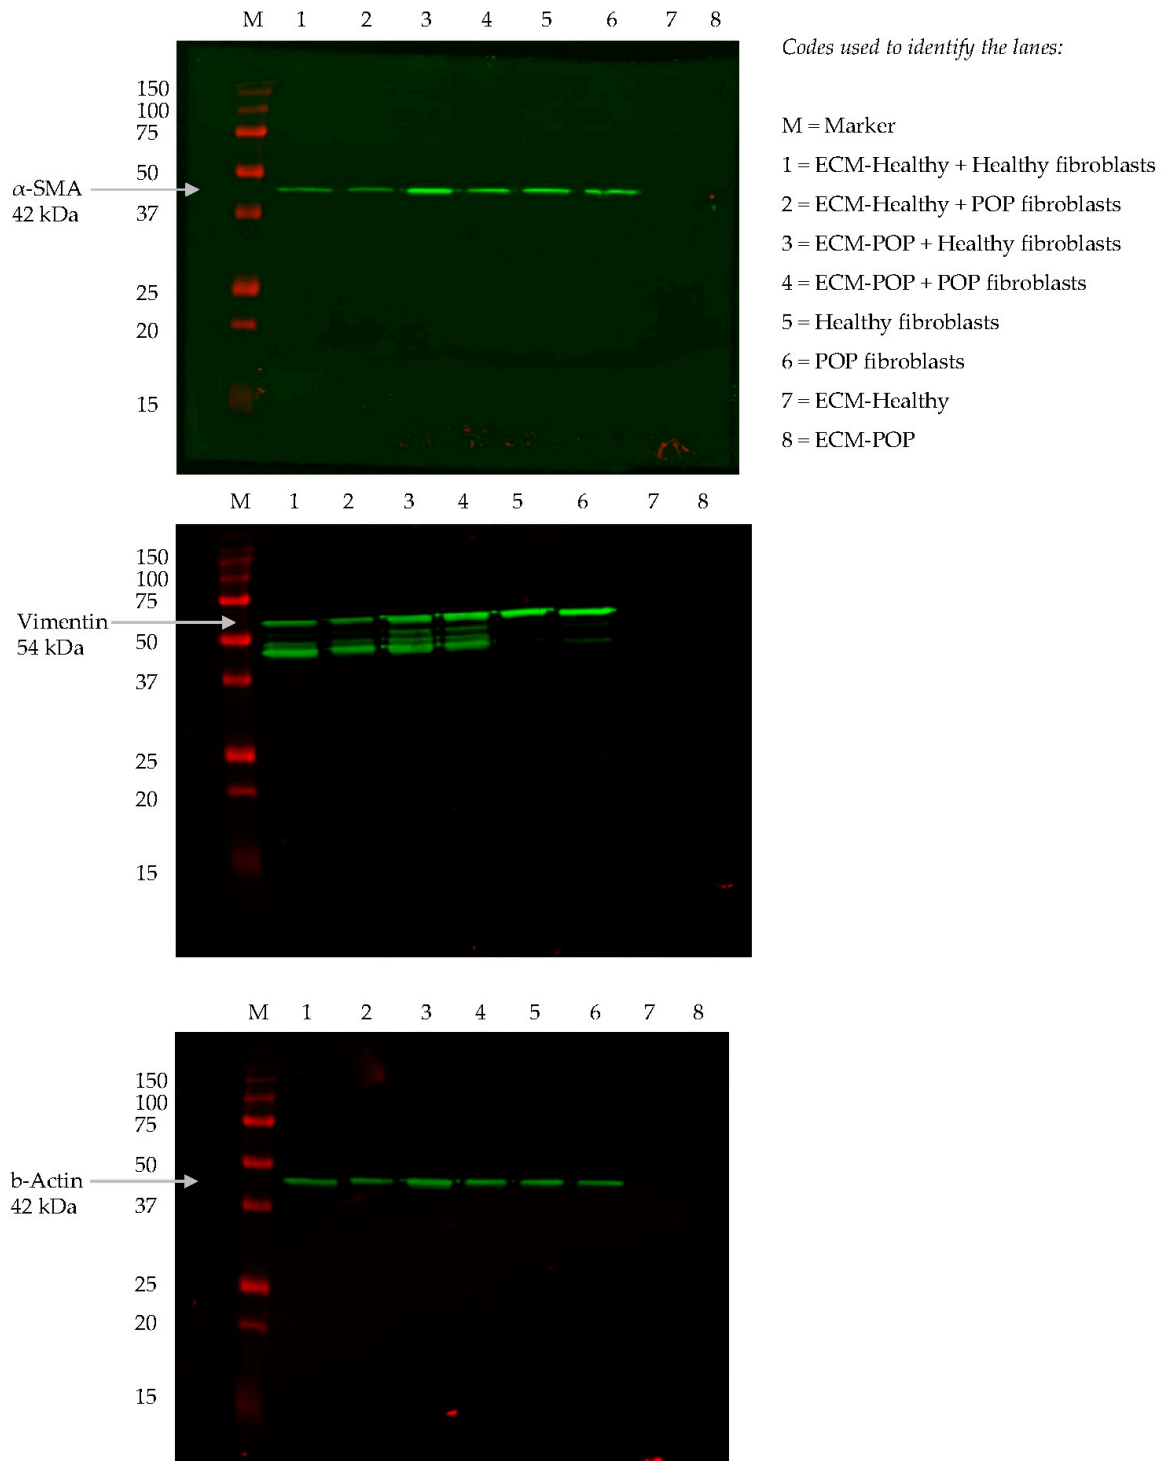 M 1 2 3 4 5 6 7 8
Codes used to identify the lanes:
150
100
75
50
α-SMA
42 kDa
37
25
20
15
M = Marker
1 = ECM-Healthy + Healthy fibroblasts
2 = ECM-Healthy + POP fibroblasts
3 = ECM-POP + Healthy fibroblasts
4 = ECM-POP + POP fibroblasts
5 = Healthy fibroblasts
6 = POP fibroblasts
7 = ECM-Healthy
8 = ECM-POP
M 1 2 3 4 5 6 7 8
150
100
75
Vimentin
54 kDa
50
37
25
20
15
M 1 2 3 4 5 6 7 8
150
100
75
50
b-Actin
42 kDa
37
25
20
15